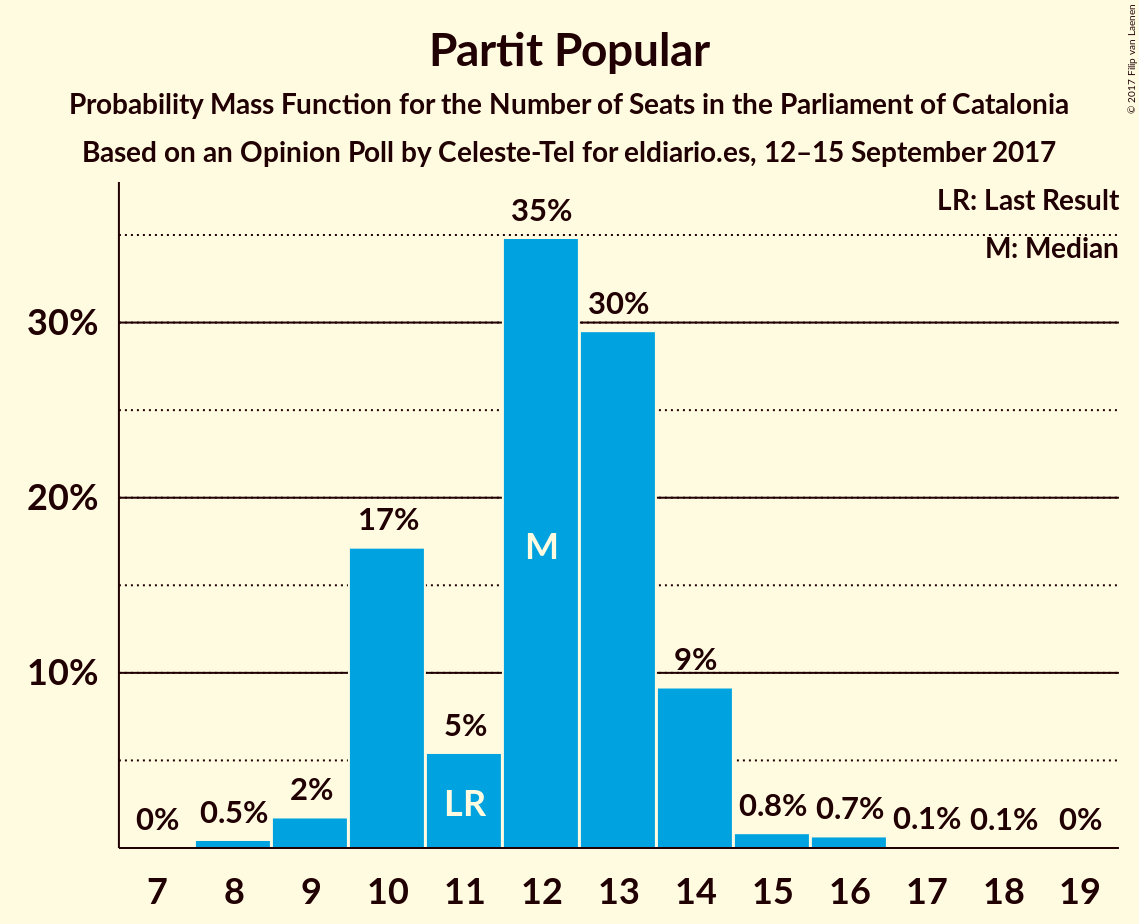 Partit Popular
Probability Mass Function for the Number of Seats in the Parliament of Catalonia
Based on an Opinion Poll by Celeste-Tel for eldiario.es, 12–15 September 2017
© 2017 Filip van Laenen
LR: Last Result
M: Median
30%
20%
10%
0%
0.5%
2%
17%
5%
35%
30%
9%
0.8%
0.7%
0.1%
0.1%
0%
M
LR
7 8 9 10 11 12 13 14 15 16 17 18 19